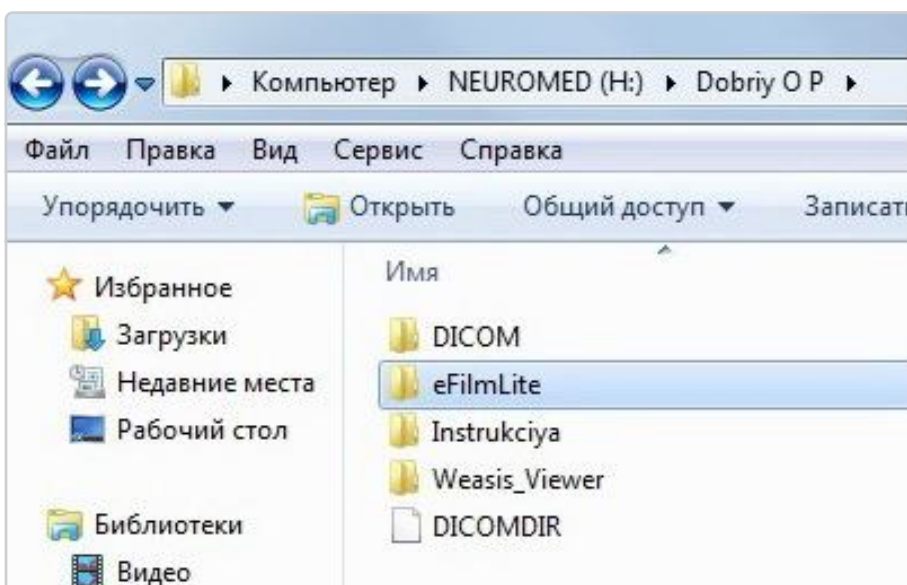 Компьютер ▸ NEUROMED (H:) ▸ Dobriy O P ▸
Файл Правка Вид Сервис Справка
Упорядочить Открыть Общий доступ
Имя
Избранное
Загрузки
Недавние места
Рабочий стол
Библиотеки
Видео
DICOM
eFilmLite
Instrukciya
Weasis_Viewer
DICOMDIR